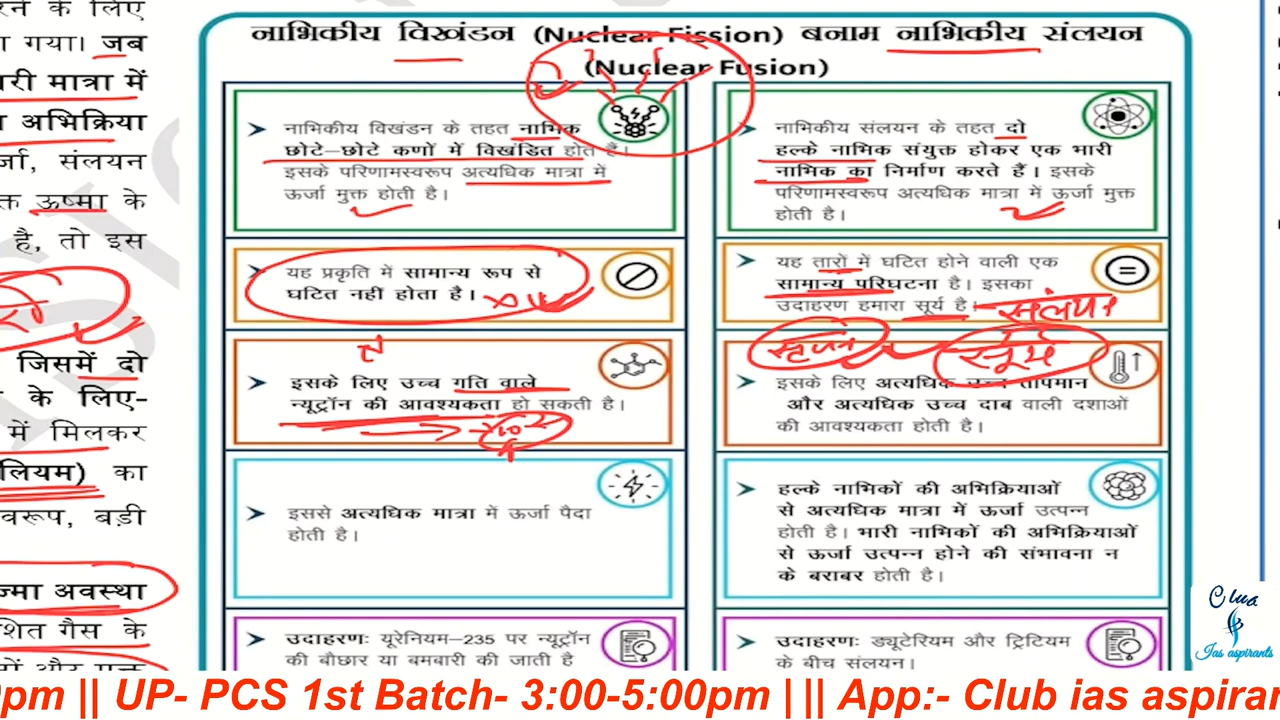 रने के लिए
ा गया। जब
री मात्रा में
अभिक्रिया
र्जा, संलयन
क्त ऊष्मा के
है, तो इस
जिसमें दो
के लिए-
में मिलकर
लियम) का
वरूप, बड़ी
ज्मा अवस्था
शित गैस के
नाभिकीय विखंडन (Nuclear Fission) बनाम नाभिकीय संलयन
(Nuclear Fusion)
नाभिकीय विखंडन के तहत नाभिक
छोटे–छोटे कणों में विखंडित होते हैं।
इसके परिणामस्वरूप अत्यधिक मात्रा में
ऊर्जा मुक्त होती है।
नाभिकीय संलयन के तहत दो
हल्के नाभिक संयुक्त होकर एक भारी
नाभिक का निर्माण करते हैं। इसके
परिणामस्वरूप अत्यधिक मात्रा में ऊर्जा मुक्त
होती है।
यह प्रकृति में सामान्य रूप से
घटित नहीं होता है।
यह तारों में घटित होने वाली एक
सामान्य परिघटना है। इसका
उदाहरण हमारा सूर्य है।
संलयन
सूर्य
इसके लिए उच्च गति वाले
न्यूट्रॉन की आवश्यकता हो सकती है।
इसके लिए अत्यधिक उच्च तापमान
और अत्यधिक उच्च दाब वाली दशाओं
की आवश्यकता होती है।
इससे अत्यधिक मात्रा में ऊर्जा पैदा
होती है।
हल्के नाभिकों की अभिक्रियाओं
से अत्यधिक मात्रा में ऊर्जा उत्पन्न
होती है। भारी नाभिकों की अभिक्रियाओं
से ऊर्जा उत्पन्न होने की संभावना न
के बराबर होती है।
उदाहरणः यूरेनियम–235 पर न्यूट्रॉन
की बौछार या बमबारी की जाती है
उदाहरणः ड्यूटेरियम और ट्रिटियम
के बीच संलयन।
Club
Ias aspirants
0pm || UP- PCS 1st Batch- 3:00-5:00pm | || App:- Club ias aspiran